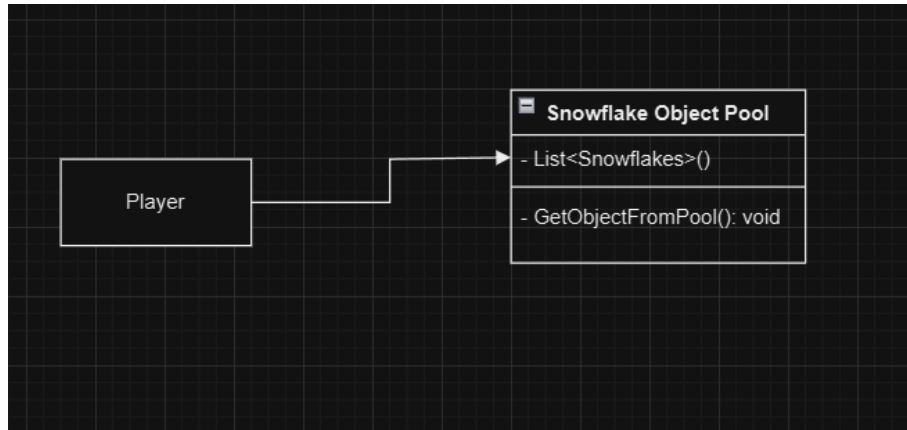 Snowflake Object Pool
- List<Snowflakes>()
Player
- GetObjectFromPool(): void